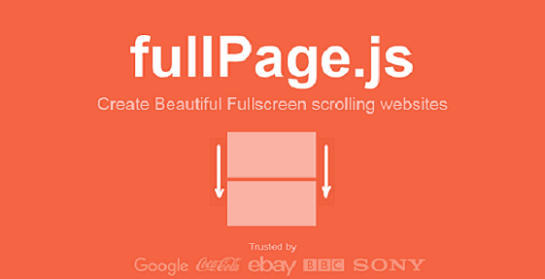 fullPage.js
Create Beautiful Fullscreen scrolling websites
Trusted by
Google Coca-Cola ebay BBC SONY